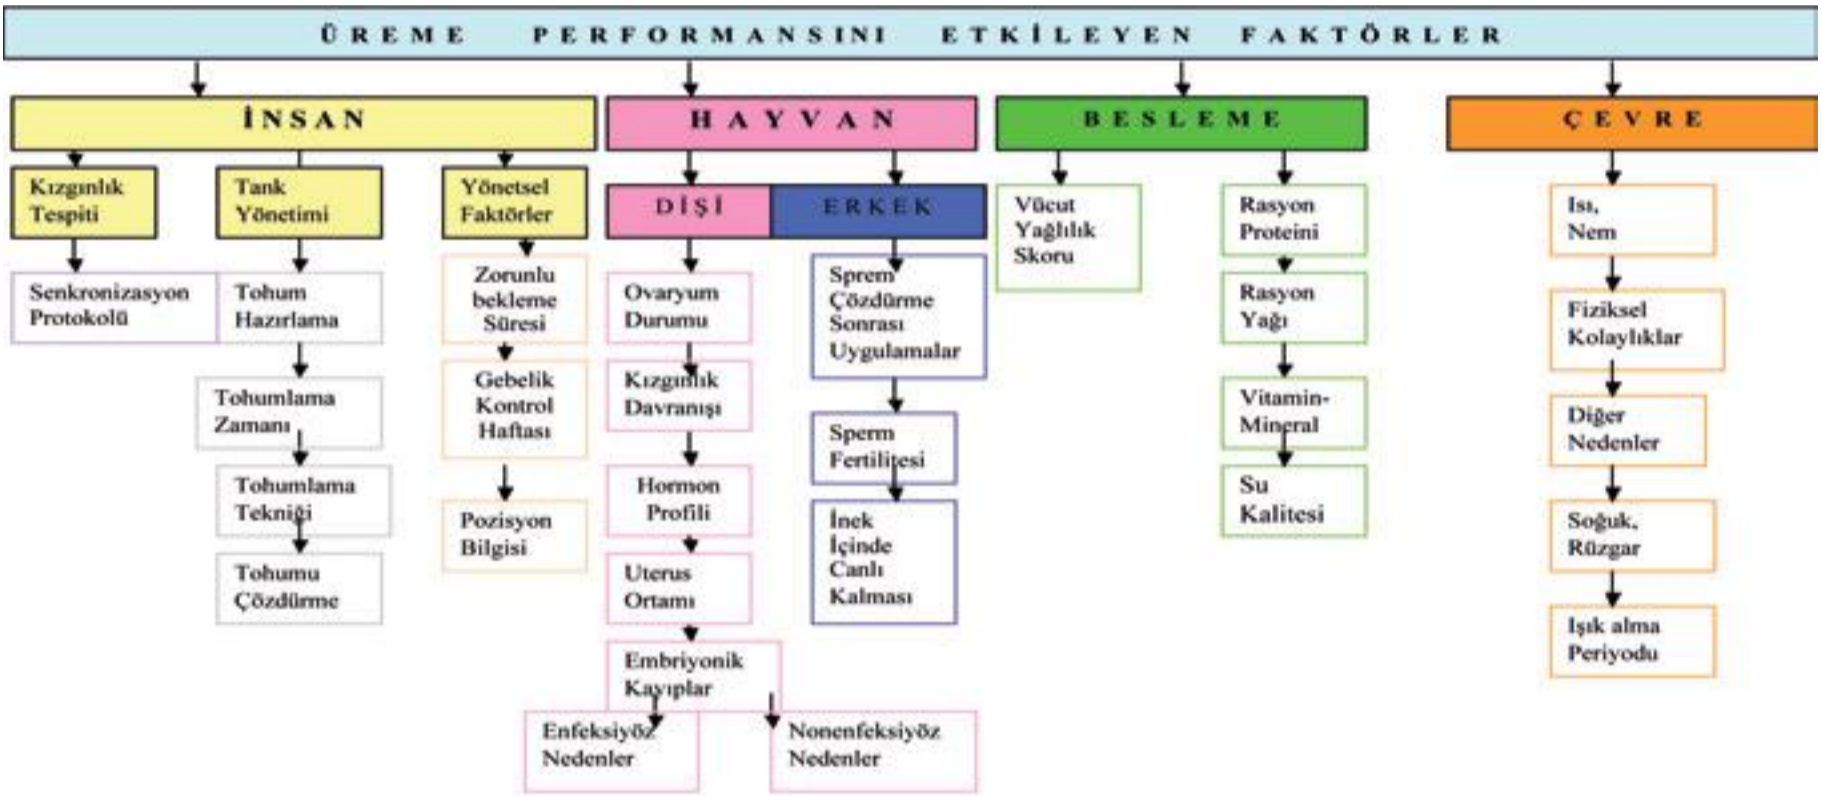 ÜREME PERFORMANSINI ETKİLEYEN FAKTÖRLER
İNSAN
HAYVAN
BESLEME
ÇEVRE
Kızgınlık
Tespiti
Senkronizasyon
Protokolü
Tank
Yönetimi
Tohum
Hazırlama
Tohumlama
Zamanı
Tohumlama
Tekniği
Tohumu
Çözdürme
Yönetsel
Faktörler
Zorunlu
bekleme
Süresi
Gebelik
Kontrol
Haftası
Pozisyon
Bilgisi
DİŞİ
Ovaryum
Durumu
Kızgınlık
Davranışı
Hormon
Profili
Uterus
Ortamı
Embriyonik
Kayıplar
Enfeksiyöz
Nedenler
Nonenfeksiyöz
Nedenler
ERKEK
Sprem
Çözdürme
Sonrası
Uygulamalar
Sperm
Fertilitesi
İnek
İçinde
Canlı
Kalması
Vücut
Yağlılık
Skoru
Rasyon
Proteini
Rasyon
Yağı
Vitamin-
Mineral
Su
Kalitesi
Isı,
Nem
Fiziksel
Kolaylıklar
Diğer
Nedenler
Soğuk,
Rüzgar
Işık alma
Periyodu